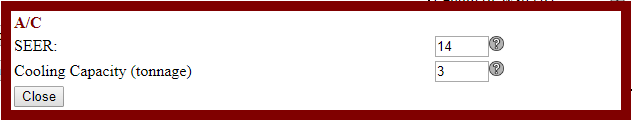 A/C
SEER: 14 ?
Cooling Capacity (tonnage) 3 ?
Close